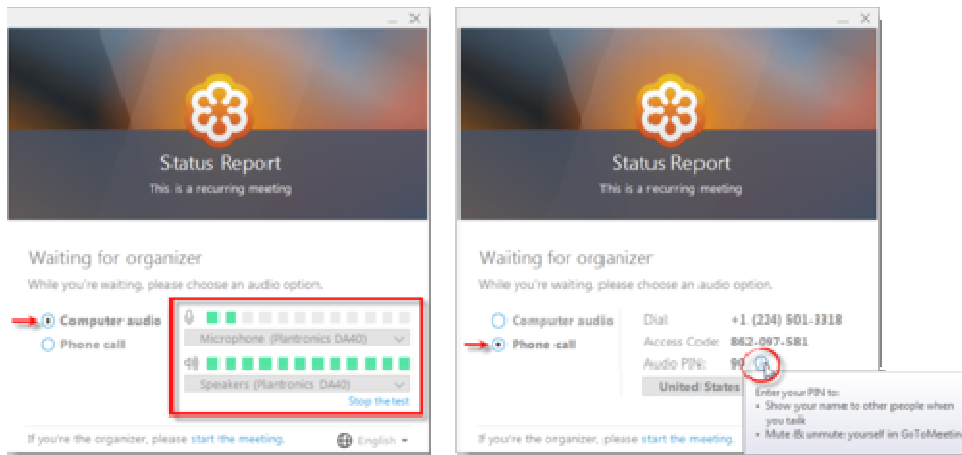 Status Report
This is a recurring meeting
Waiting for organizer
While you're waiting, please choose an audio option.
Computer audio
Phone call
Microphone (Plantronics DA40)
Speakers (Plantronics DA40)
Stop the test
If you're the organizer, please start the meeting.
English
Status Report
This is a recurring meeting
Waiting for organizer
While you're waiting, please choose an audio option.
Computer audio
Phone call
Dial: +1 (224) 501-3318
Access Code: 862-097-581
Audio PIN:
United States
If you're the organizer, please start the meeting.
Enter your PIN to:
• Show your name to other people when
you talk
• Mute & unmute yourself in GoToMeeting